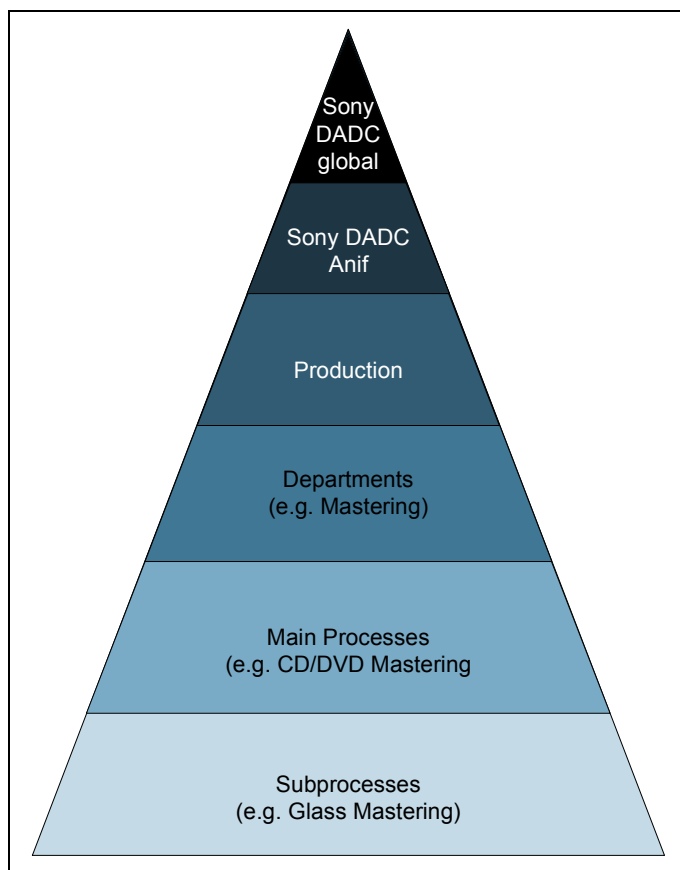 Sony
DADC
global
Sony DADC
Anif
Production
Departments
(e.g. Mastering)
Main Processes
(e.g. CD/DVD Mastering
Subprocesses
(e.g. Glass Mastering)